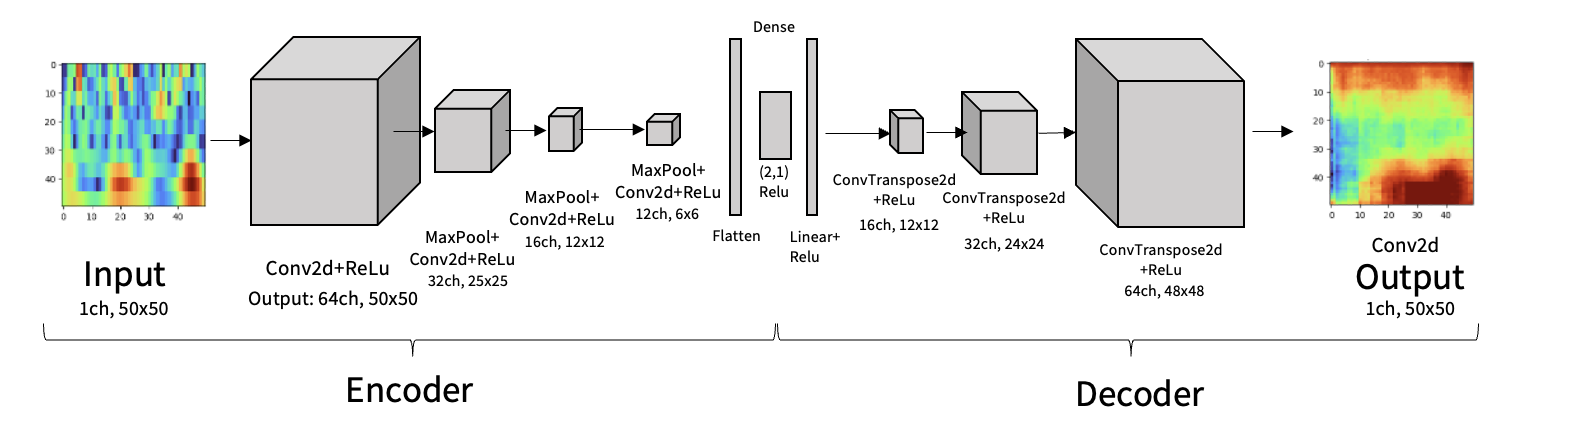 0
10
20
30
40
0 10 20 30 40
Input
1ch, 50x50
Conv2d+ReLu
Output: 64ch, 50x50
MaxPool+
Conv2d+ReLu
32ch, 25x25
MaxPool+
Conv2d+ReLu
16ch, 12x12
MaxPool+
Conv2d+ReLu
12ch, 6x6
Flatten
Dense
(2,1)
Relu
Linear+
Relu
ConvTranspose2d
+ReLu
16ch, 12x12
ConvTranspose2d
+ReLu
32ch, 24x24
ConvTranspose2d
+ReLu
64ch, 48x48
0
10
20
30
40
0 10 20 30 40
Conv2d
Output
1ch, 50x50
Encoder
Decoder